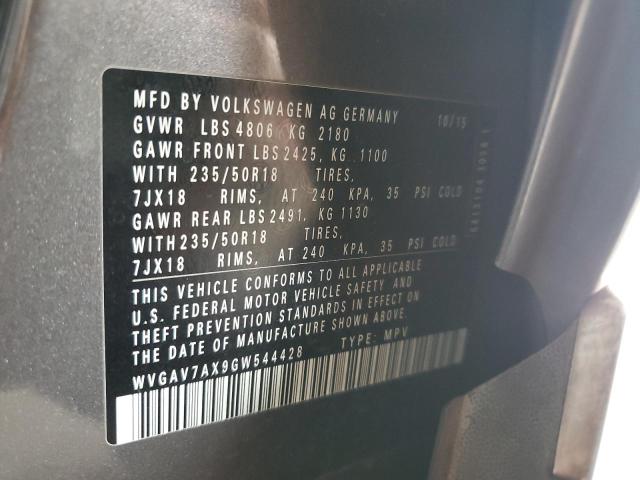 MFD BY VOLKSWAGEN AG GERMANY 10/15
GVWR LBS 4806 KG 2180
GAWR FRONT LBS 2425, KG 1100
WITH 235/50R18 TIRES,
7JX18 RIMS, AT 240 KPA, 35 PSI COLD
GAWR REAR LBS 2491, KG 1130
WITH 235/50R18 TIRES,
7JX18 RIMS, AT 240 KPA, 35 PSI COLD
THIS VEHICLE CONFORMS TO ALL APPLICABLE
U.S. FEDERAL MOTOR VEHICLE SAFETY AND
THEFT PREVENTION STANDARDS IN EFFECT ON
THE DATE OF MANUFACTURE SHOWN ABOVE.
WVGAV7AX9GW544428 TYPE: MPV